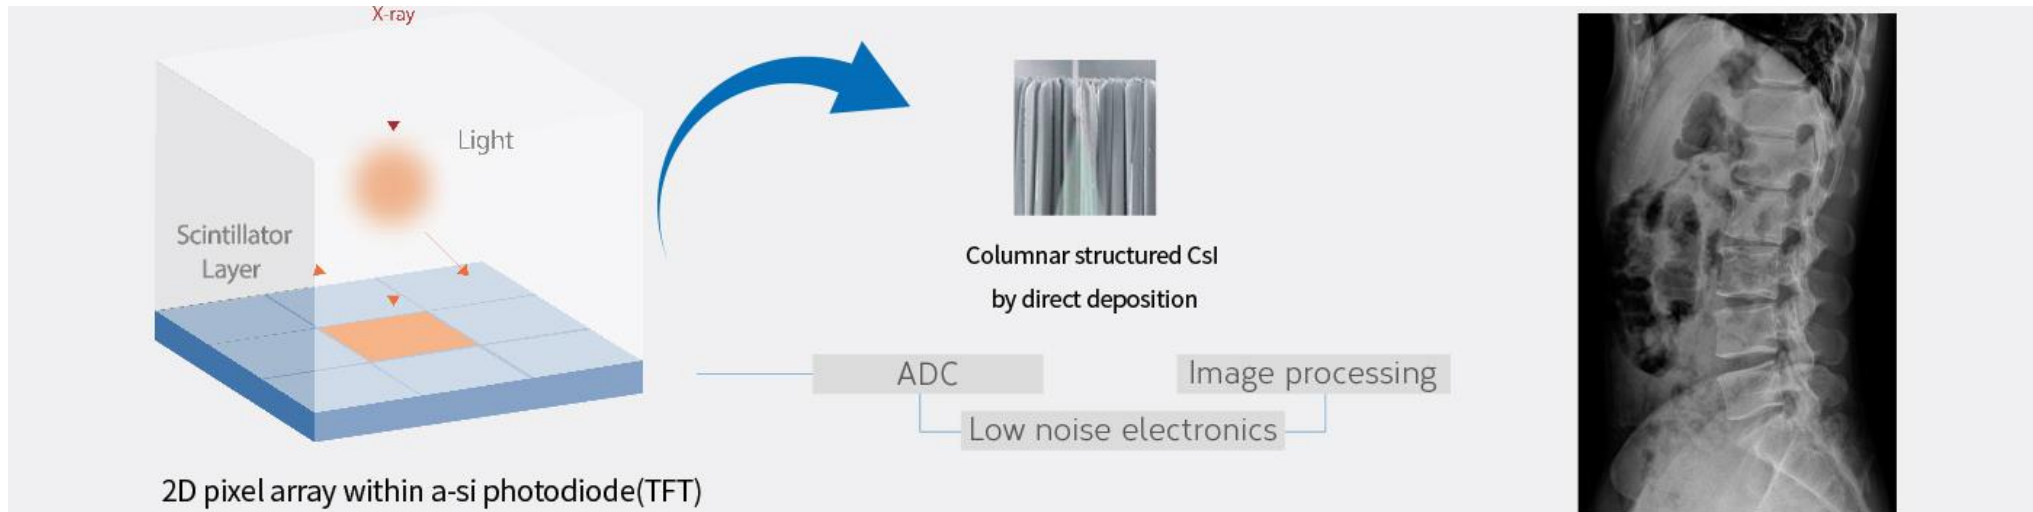 X-ray
Light
Scintillator
Layer
2D pixel array within a-si photodiode(TFT)
Columnar structured CsI
by direct deposition
ADC
Image processing
Low noise electronics